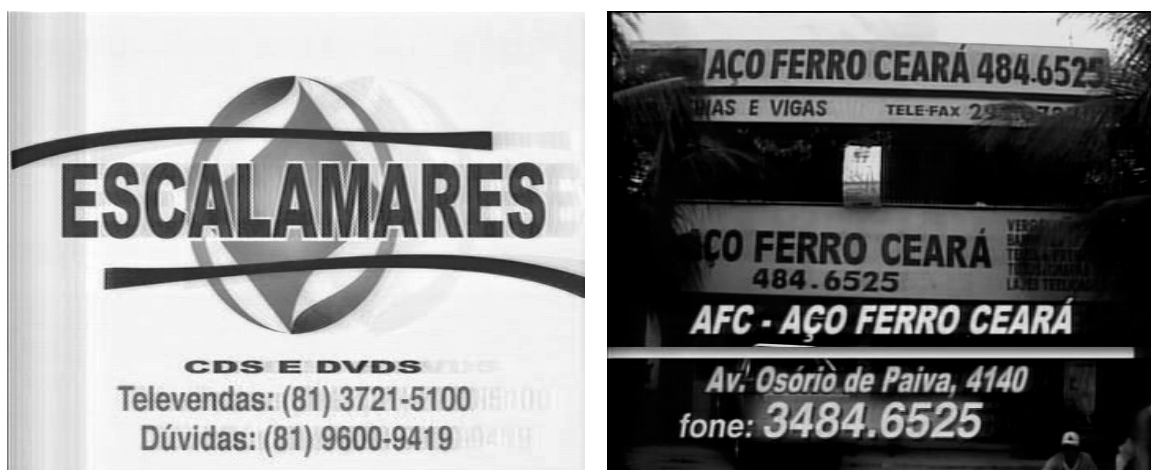 ESCALAMARES
CDS E DVDS
Televendas: (81) 3721-5100
Dúvidas: (81) 9600-9419
AÇO FERRO CEARÁ 484.6525
E VIGAS TELE-FAX
AÇO FERRO CEARÁ
484.6525
AFC - AÇO FERRO CEARÁ
Av. Osório de Paiva, 4140
fone: 3484.6525